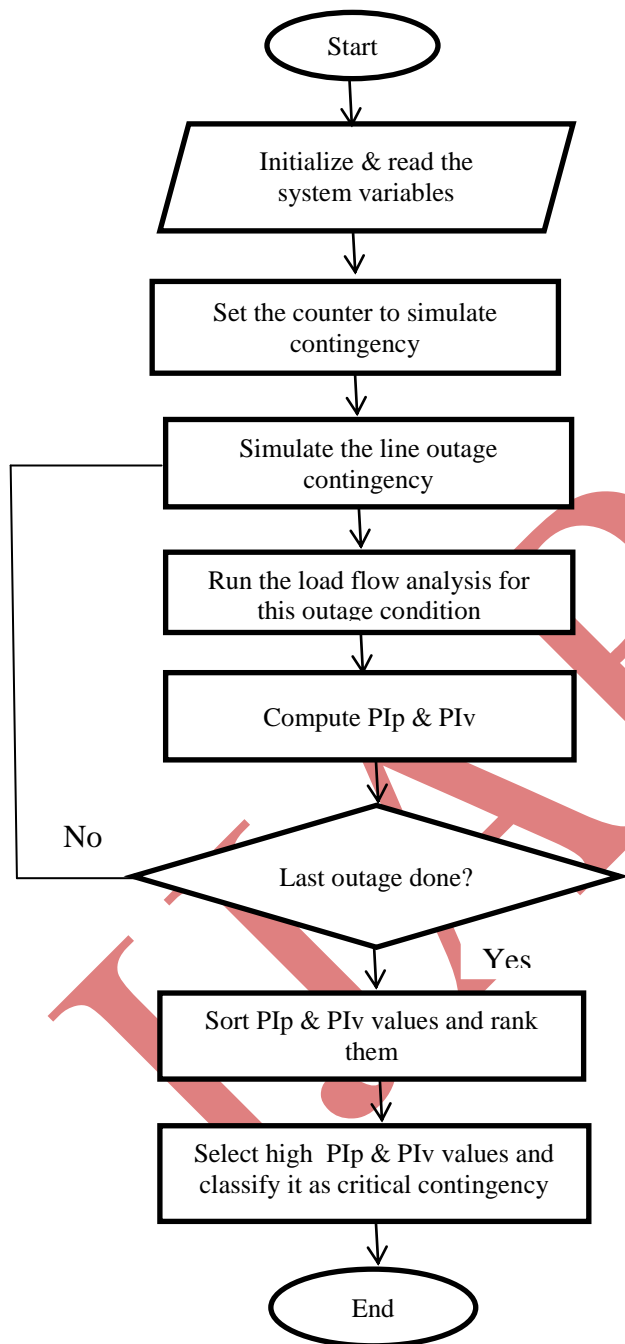 Start
Initialize & read the
system variables
Set the counter to simulate
contingency
Simulate the line outage
contingency
Run the load flow analysis for
this outage condition
Compute PIp & PIv
No
Last outage done?
Yes
Sort PIp & PIv values and rank
them
Select high PIp & PIv values and
classify it as critical contingency
End